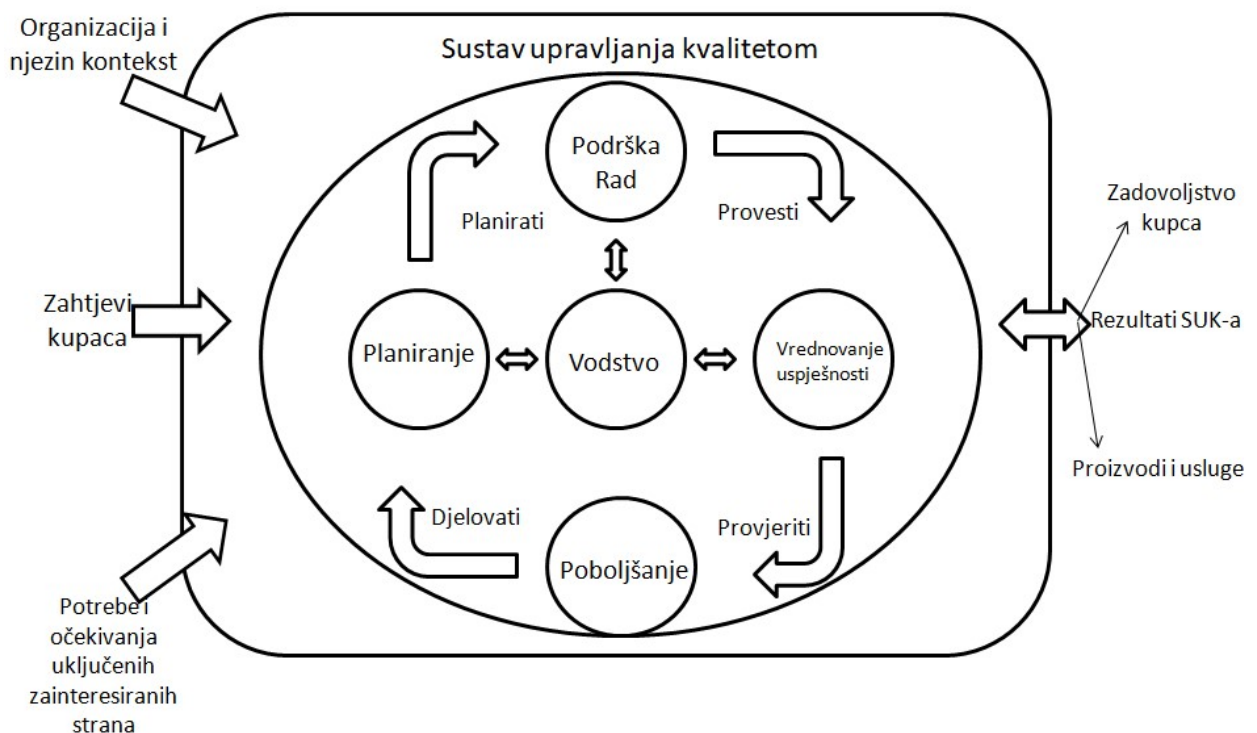 Organizacija i
njezin kontekst
Sustav upravljanja kvalitetom
Podrška
Rad
Planirati
Provesti
Zadovoljstvo
kupca
Zahtjevi
kupaca
Planiranje
Vodstvo
Vrednovanje
uspješnosti
Rezultati SUK-a
Proizvodi i usluge
Djelovati
Provjeriti
Poboljšanje
Potrebe i
očekivanja
uključenih
zainteresiranih
strana